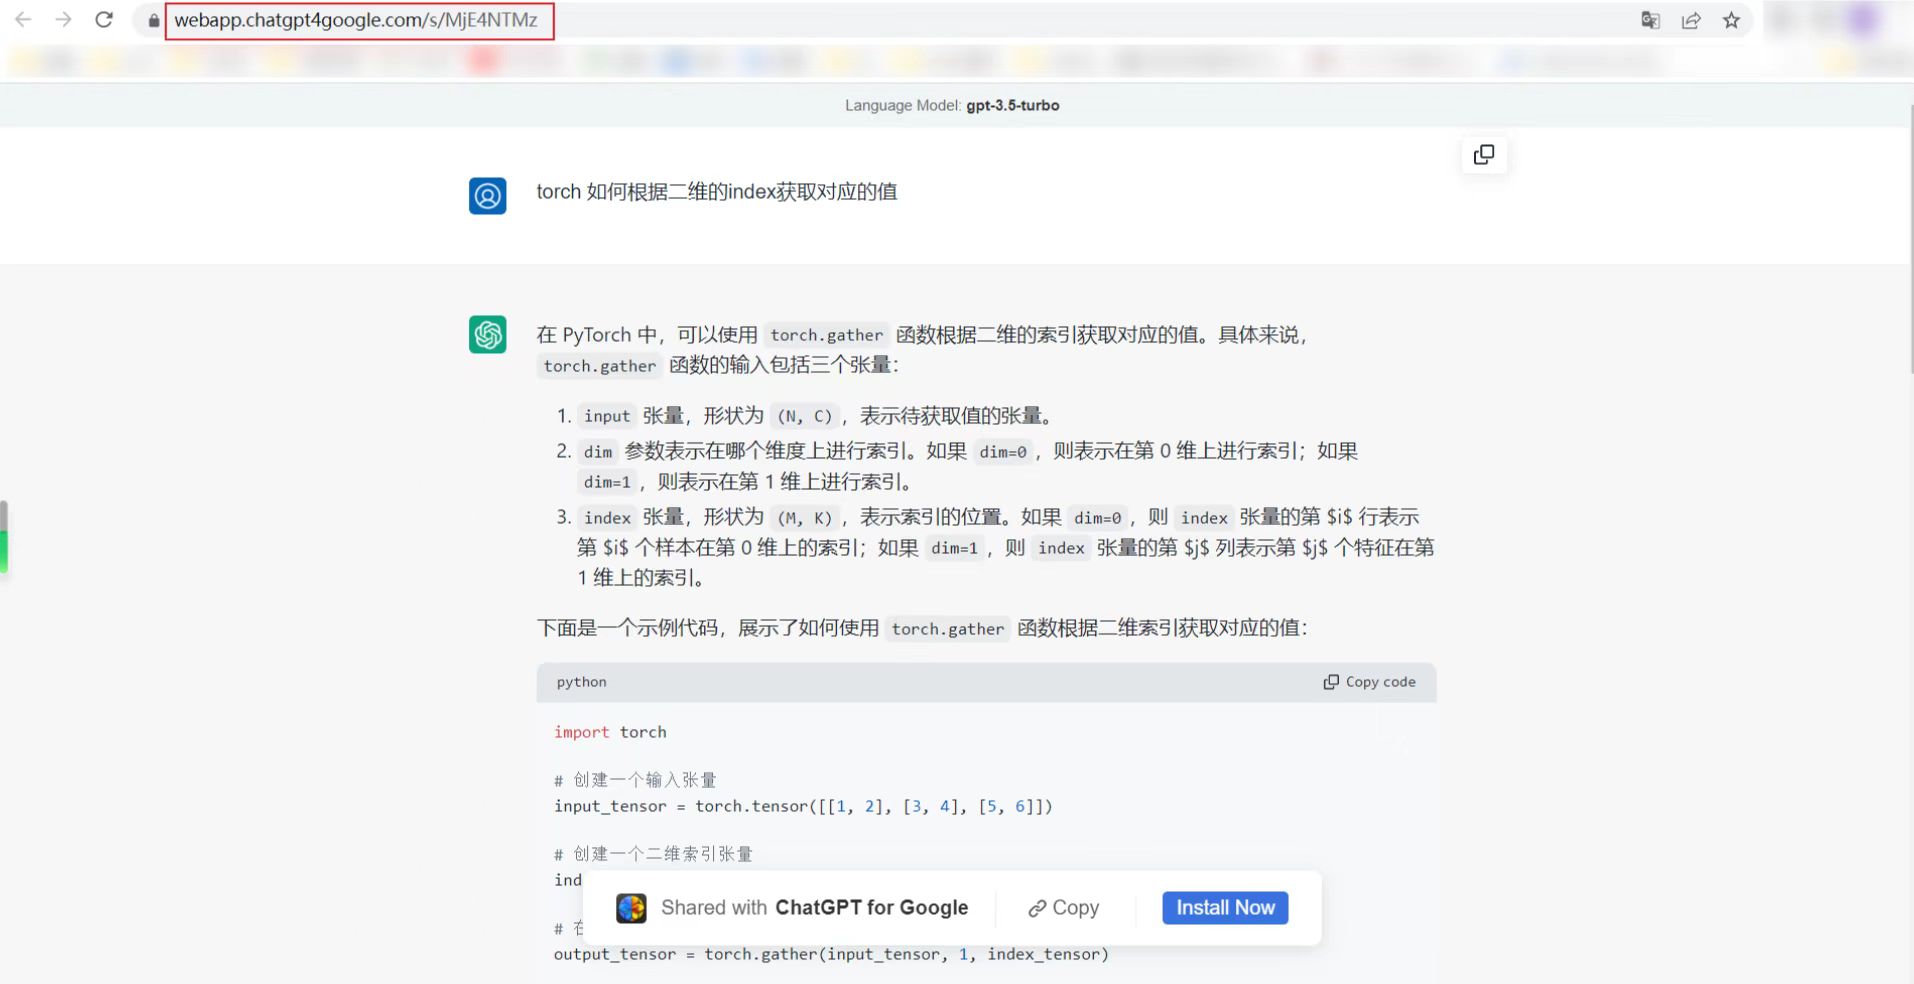 webapp.chatgpt4google.com/s/MjE4NTMz
Language Model: gpt-3.5-turbo
torch 如何根据二维的index获取对应的值
在 PyTorch 中，可以使用 torch.gather 函数根据二维的索引获取对应的值。具体来说，
torch.gather 函数的输入包括三个张量：
1. input 张量，形状为 (N, C) ，表示待获取值的张量。
2. dim 参数表示在哪个维度上进行索引。如果 dim=0 ，则表示在第 0 维上进行索引；如果
dim=1 ，则表示在第 1 维上进行索引。
3. index 张量，形状为 (M, K) ，表示索引的位置。如果 dim=0 ，则 index 张量的第 $i$ 行表示
第 $i$ 个样本在第 0 维上的索引；如果 dim=1 ，则 index 张量的第 $j$ 列表示第 $j$ 个特征在第
1 维上的索引。
下面是一个示例代码，展示了如何使用 torch.gather 函数根据二维索引获取对应的值：
python Copy code
import torch
# 创建一个输入张量
input_tensor = torch.tensor([[1, 2], [3, 4], [5, 6]])
# 创建一个二维索引张量
ind
Shared with ChatGPT for Google Copy Install Now
# 在
output_tensor = torch.gather(input_tensor, 1, index_tensor)